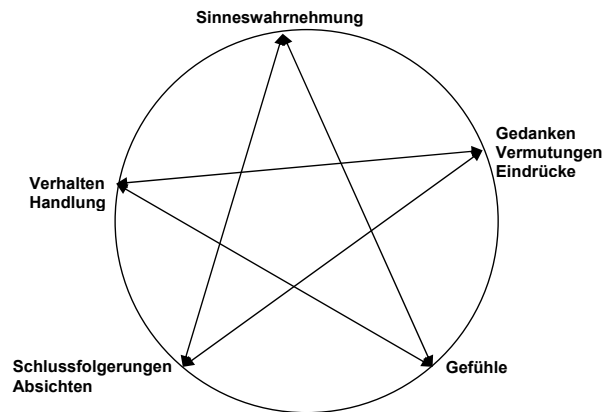 Sinneswahrnehmung
Gedanken
Vermutungen
Eindrücke
Verhalten
Handlung
Schlussfolgerungen
Absichten
Gefühle